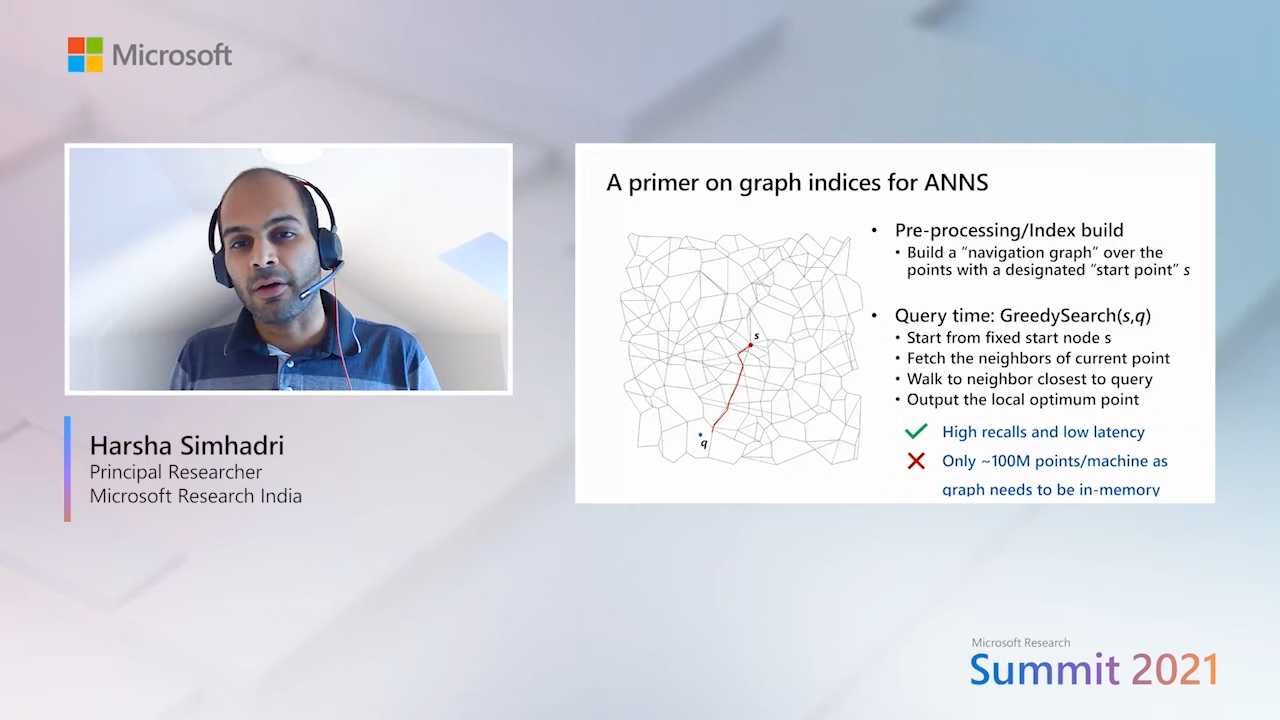 Microsoft
A primer on graph indices for ANNS
s
q
• Pre-processing/Index build
• Build a “navigation graph” over the
points with a designated “start point” s
• Query time: GreedySearch(s,q)
• Start from fixed start node s
• Fetch the neighbors of current point
• Walk to neighbor closest to query
• Output the local optimum point
High recalls and low latency
Only ~100M points/machine as
graph needs to be in-memory
Harsha Simhadri
Principal Researcher
Microsoft Research India
Microsoft Research
Summit 2021